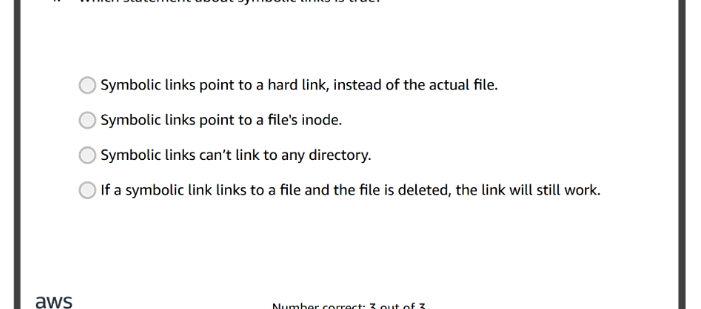 Which statement about symbolic links is true?
Symbolic links point to a hard link, instead of the actual file.
Symbolic links point to a file's inode.
Symbolic links can't link to any directory.
If a symbolic link links to a file and the file is deleted, the link will still work.
aws
Number correct: 3 out of 3